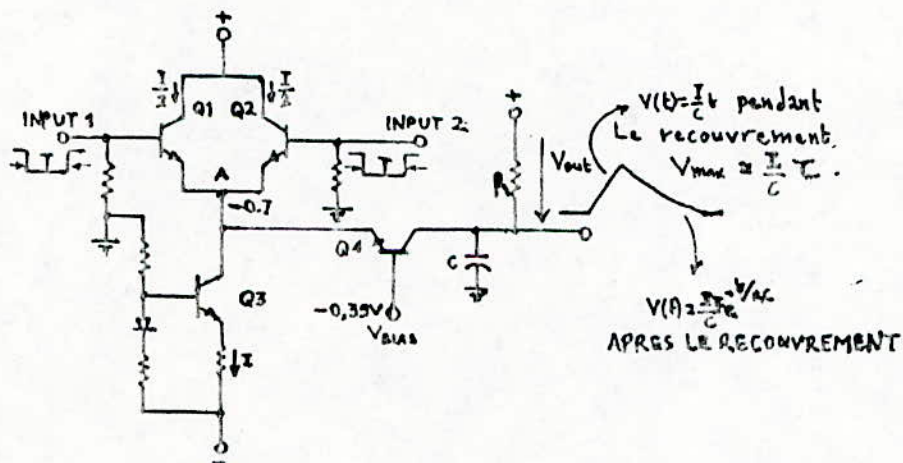 +
I/2
Q1
Q2
I/2
INPUT 1
T
INPUT 2
T
A
-0.7
Q3
I
Q4
-0,35V
VBIAS
C
+
R
Vout
V(t)=I/C t pendant
Le recouvrement.
Vmax ≈ I/C
APRES LE RECOUVREMENT